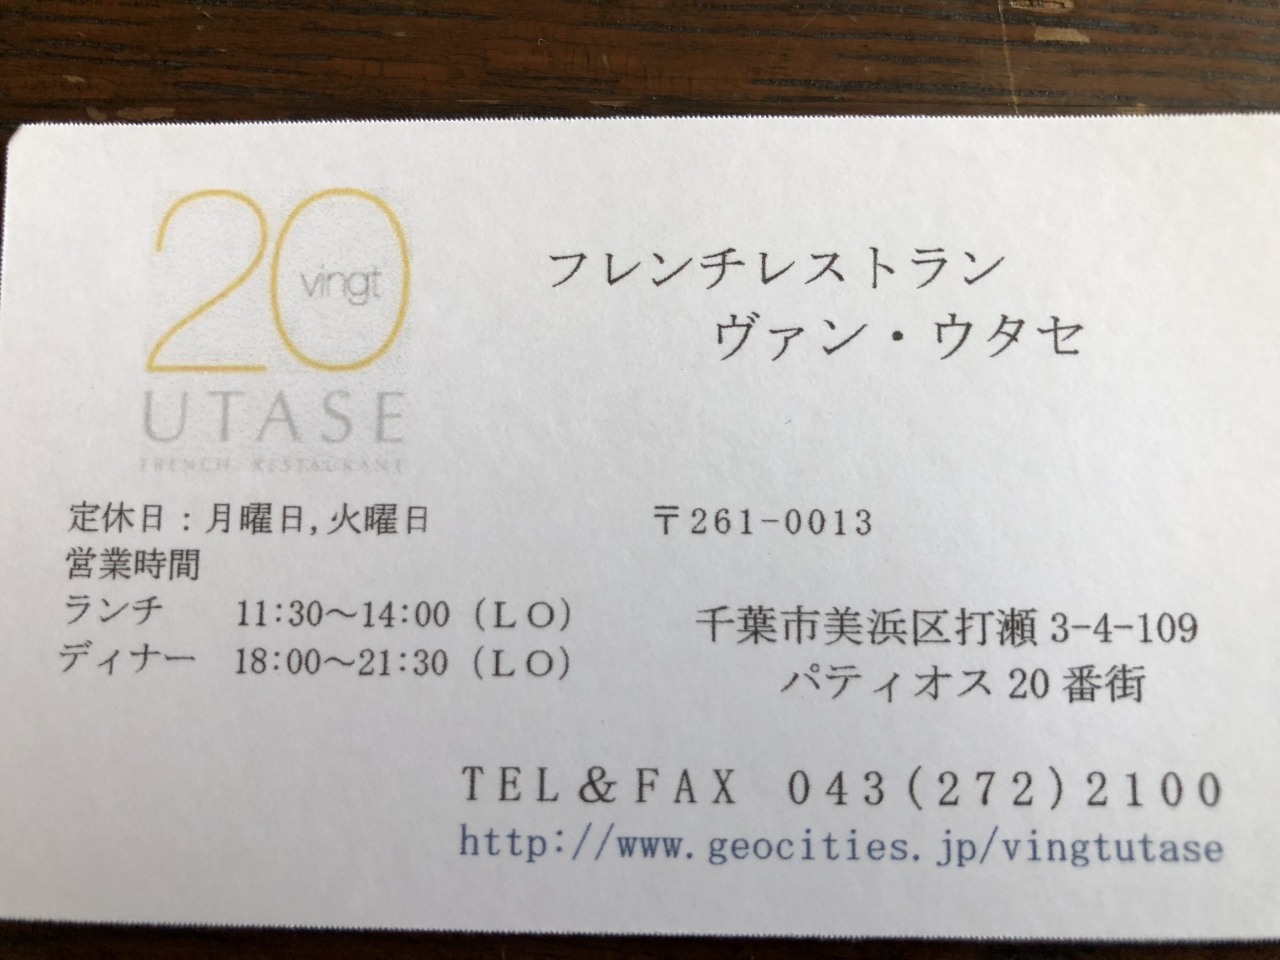 20
vingt
UTASE
FRENCH RESTAURANT
フレンチレストラン
ヴァン・ウタセ
定休日：月曜日,火曜日
営業時間
ランチ 11:30～14:00（ＬＯ）
ディナー 18:00～21:30（ＬＯ）
〒261-0013
千葉市美浜区打瀬 3-4-109
パティオス 20 番街
ＴＥＬ＆ＦＡＸ 043(272)2100
http://www.geocities.jp/vingtutase